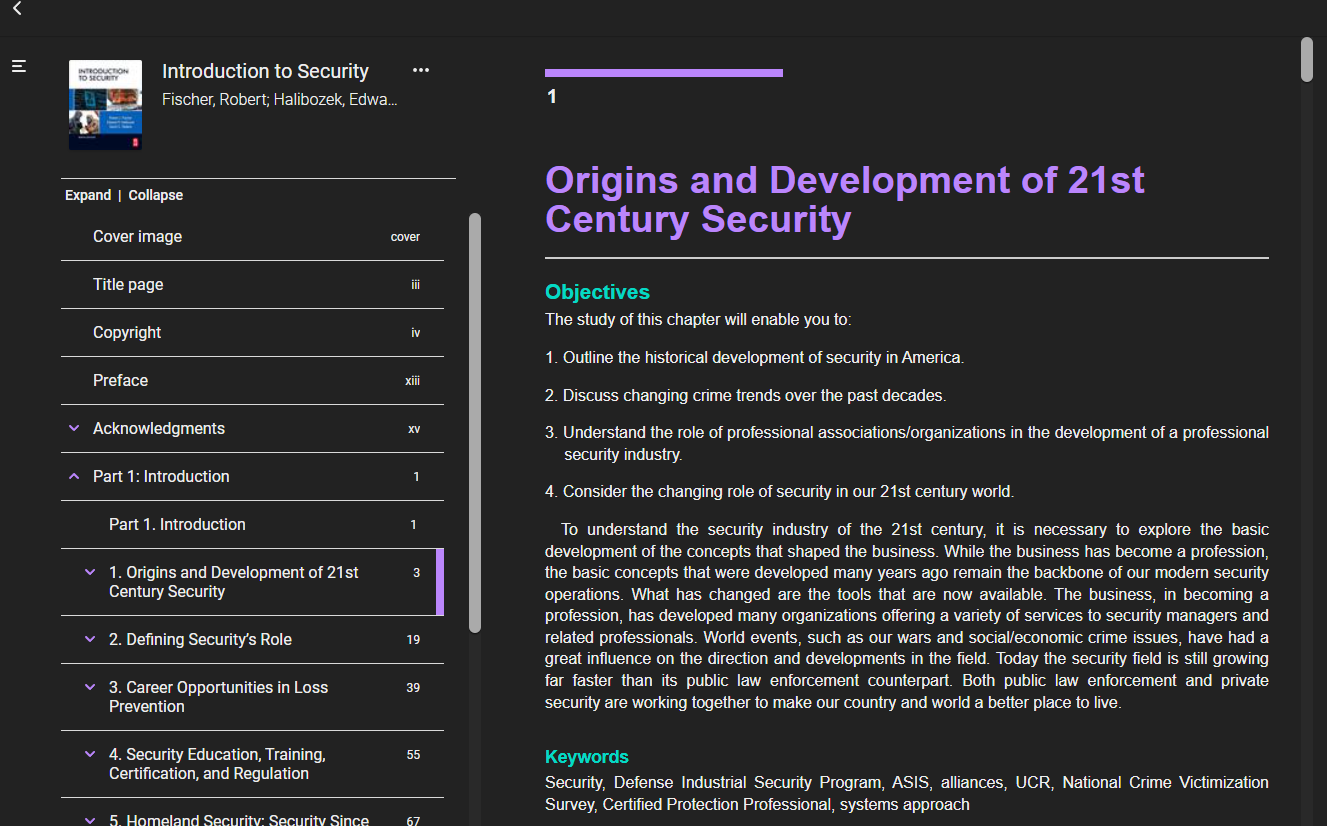 INTRODUCTION
TO SECURITY
Introduction to Security
Fischer, Robert; Halibozek, Edwa...
Expand | Collapse
Cover image cover
Title page iii
Copyright iv
Preface xiii
Acknowledgments xv
Part 1: Introduction 1
Part 1. Introduction 1
1. Origins and Development of 21st 3
Century Security
2. Defining Security’s Role 19
3. Career Opportunities in Loss 39
Prevention
4. Security Education, Training, 55
Certification, and Regulation
5. Homeland Security: Security Since 67
1
Origins and Development of 21st
Century Security
Objectives
The study of this chapter will enable you to:
1. Outline the historical development of security in America.
2. Discuss changing crime trends over the past decades.
3. Understand the role of professional associations/organizations in the development of a professional
security industry.
4. Consider the changing role of security in our 21st century world.
To understand the security industry of the 21st century, it is necessary to explore the basic
development of the concepts that shaped the business. While the business has become a profession,
the basic concepts that were developed many years ago remain the backbone of our modern security
operations. What has changed are the tools that are now available. The business, in becoming a
profession, has developed many organizations offering a variety of services to security managers and
related professionals. World events, such as our wars and social/economic crime issues, have had a
great influence on the direction and developments in the field. Today the security field is still growing
far faster than its public law enforcement counterpart. Both public law enforcement and private
security are working together to make our country and world a better place to live.
Keywords
Security, Defense Industrial Security Program, ASIS, alliances, UCR, National Crime Victimization
Survey, Certified Protection Professional, systems approach